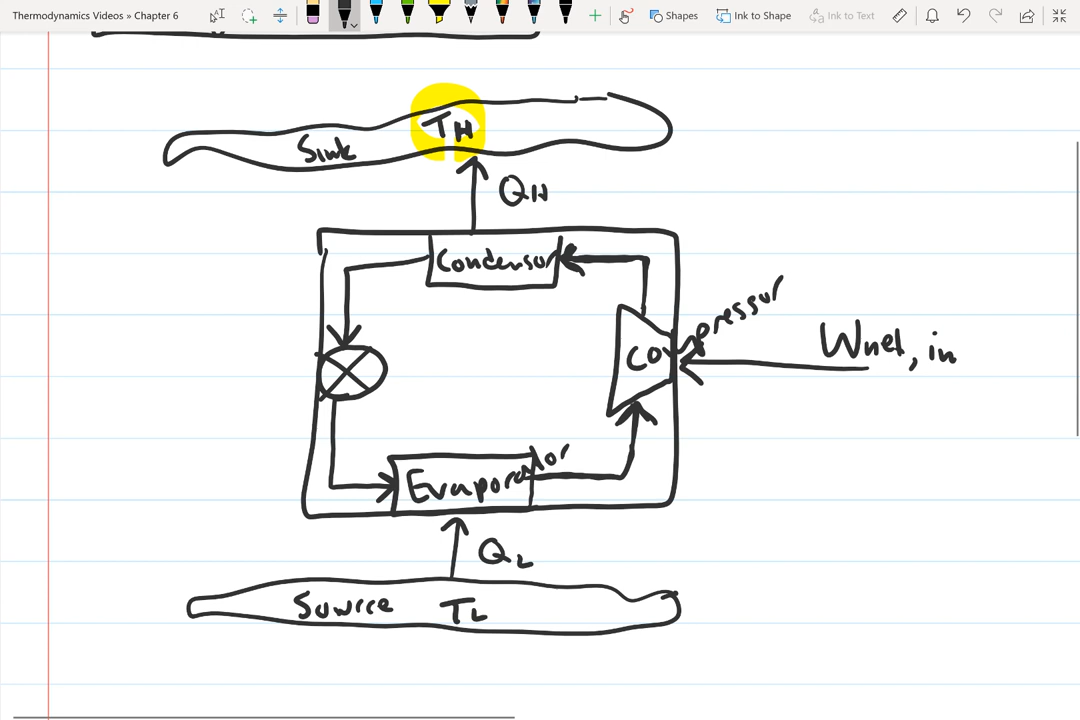 Thermodynamics Videos » Chapter 6
Shapes
Ink to Shape
Ink to Text
TH
Sink
QH
Condensor
Compressor
Wnet, in
Evaporator
QL
Source TL